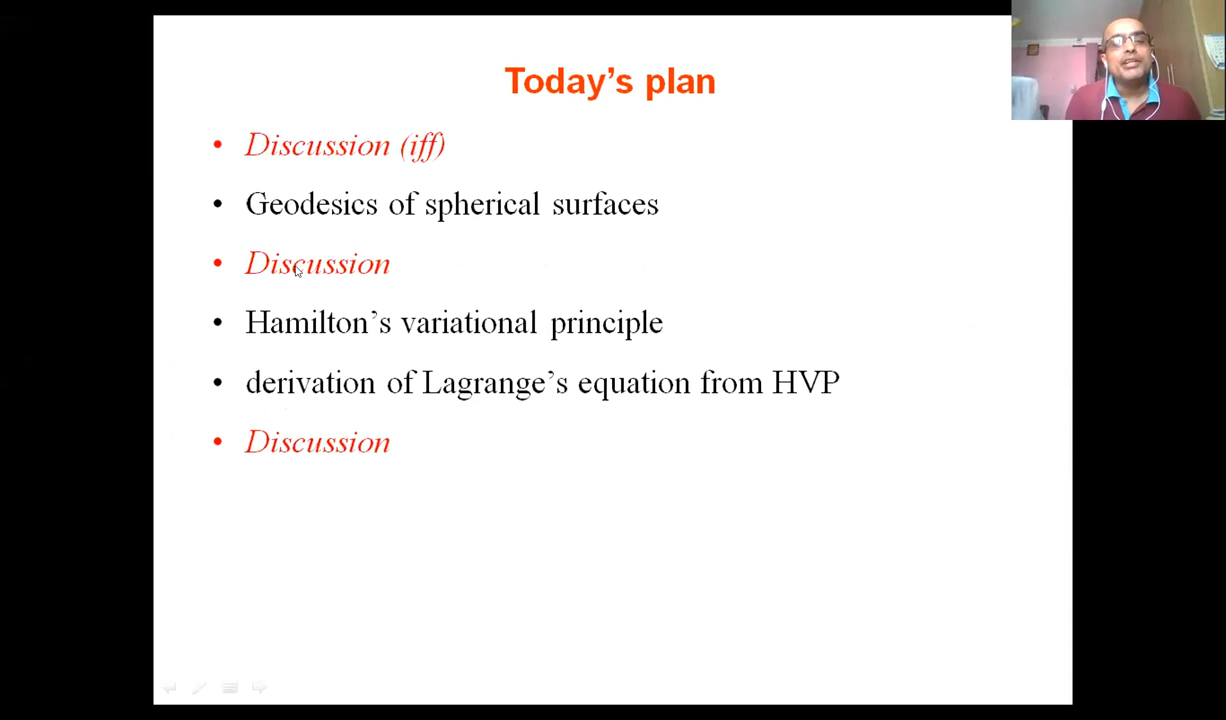 Today’s plan
• Discussion (iff)
• Geodesics of spherical surfaces
• Discussion
• Hamilton’s variational principle
• derivation of Lagrange’s equation from HVP
• Discussion